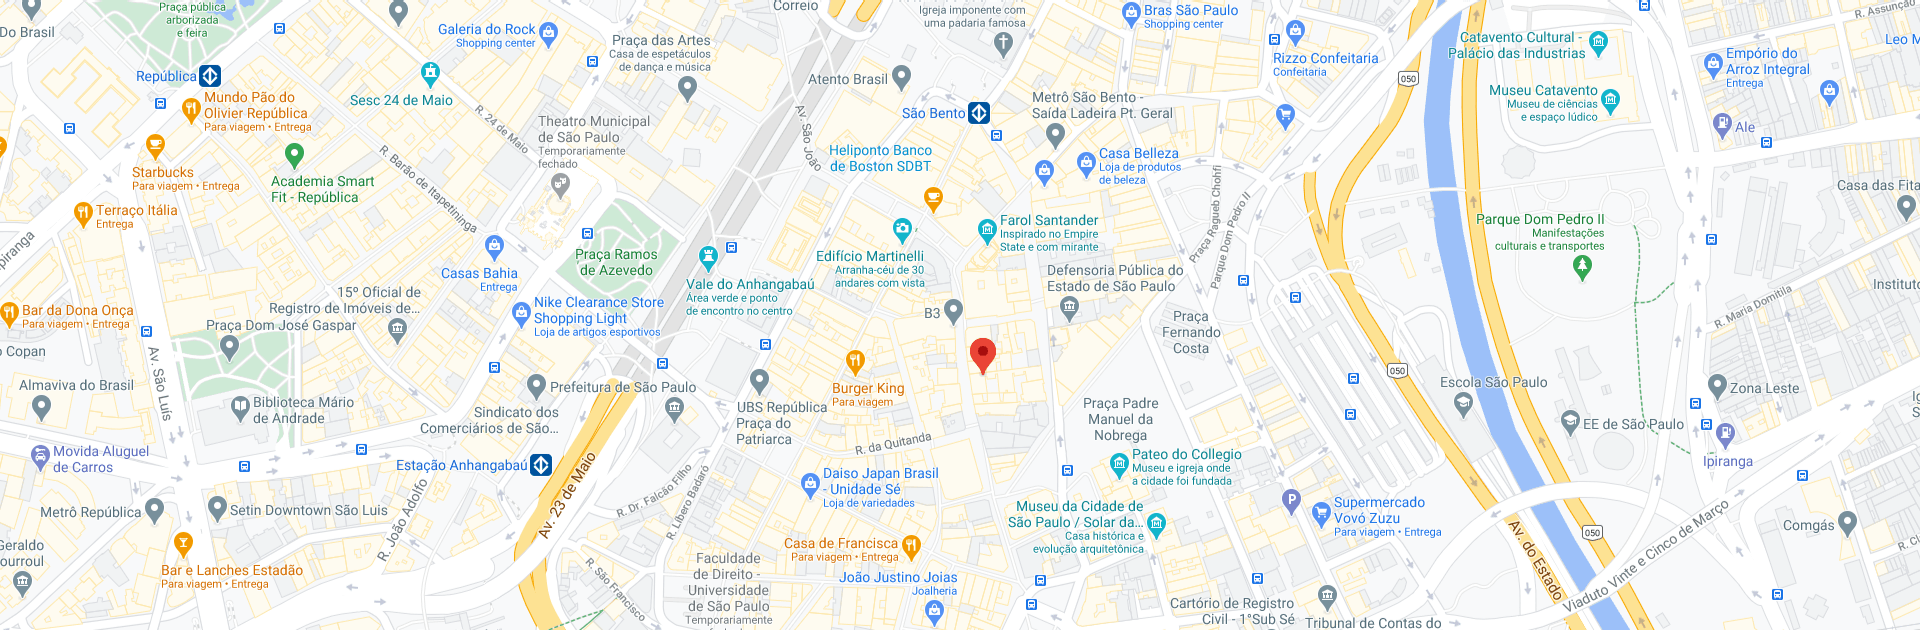 Praça pública
arborizada
e feira
Do Brasil
Correio
Igreja imponente com
uma padaria famosa
Bras São Paulo
Shopping center
R. Assunção
Galeria do Rock
Shopping center
Praça das Artes
Casa de espetáculos
de dança e música
Catavento Cultural -
Palácio das Industrias
Rizzo Confeitaria
Confeitaria
Empório do
Arroz Integral
Entrega
Leo M
República
Atento Brasil
050
Mundo Pão do
Olivier República
Para viagem • Entrega
Sesc 24 de Maio
R. 24 de Maio
Av. São João
São Bento
Metrô São Bento -
Saída Ladeira Pt. Geral
Museu Catavento
Museu de ciências
e espaço lúdico
Ale
Theatro Municipal
de São Paulo
Temporariamente
fechado
Heliponto Banco
de Boston SDBT
Casa Belleza
Loja de produtos
de beleza
Starbucks
Para viagem • Entrega
Academia Smart
Fit - República
R. Barão de Itapetininga
Praça Ragueb Chohfi
Parque Dom Pedro II
Casa das Fita
Terraço Itália
Entrega
Ipiranga
Farol Santander
Inspirado no Empire
State e com mirante
Parque Dom Pedro II
Manifestações
culturais e transportes
Praça Ramos
de Azevedo
Edifício Martinelli
Arranha-céu de 30
andares com vista
Casas Bahia
Entrega
Vale do Anhangabaú
Área verde e ponto
de encontro no centro
Defensoria Pública do
Estado de São Paulo
Instituto
15º Oficial de
Registro de Imóveis de...
Nike Clearance Store
Shopping Light
Loja de artigos esportivos
B3
R. Maria Domitila
Bar da Dona Onça
Para viagem • Entrega
Praça Dom José Gaspar
Praça
Fernando
Costa
Copan
Av. São Luís
050
Almaviva do Brasil
Prefeitura de São Paulo
Burger King
Para viagem
Escola São Paulo
Zona Leste
Biblioteca Mário
de Andrade
Sindicato dos
Comerciários de São...
UBS República
Praça do
Patriarca
Praça Padre
Manuel da
Nobrega
EE de São Paulo
R. da Quitanda
Movida Aluguel
de Carros
Estação Anhangabaú
Pateo do Collegio
Museu e igreja onde
a cidade foi fundada
Ipiranga
Daiso Japan Brasil
- Unidade Sé
Loja de variedades
R. Dr. Falcão Filho
R. Líbero Badaró
Av. 23 de Maio
R. João Adolfo
Metrô República
Setin Downtown São Luis
Museu da Cidade de
São Paulo / Solar da...
Casa histórica e
evolução arquitetônica
P
Supermercado
Vovó Zuzu
Para viagem • Entrega
Comgás
050
Av. do Estado
Viaduto Vinte e Cinco de Março
Casa de Francisca
Para viagem • Entrega
Geraldo
ourroul
Bar e Lanches Estadão
Para viagem • Entrega
R. São Francisco
Faculdade
de Direito -
Universidade
de São Paulo
Temporariamente
João Justino Joias
Joalheria
Cartório de Registro
Civil - 1°Sub Sé
Tribunal de Contas do